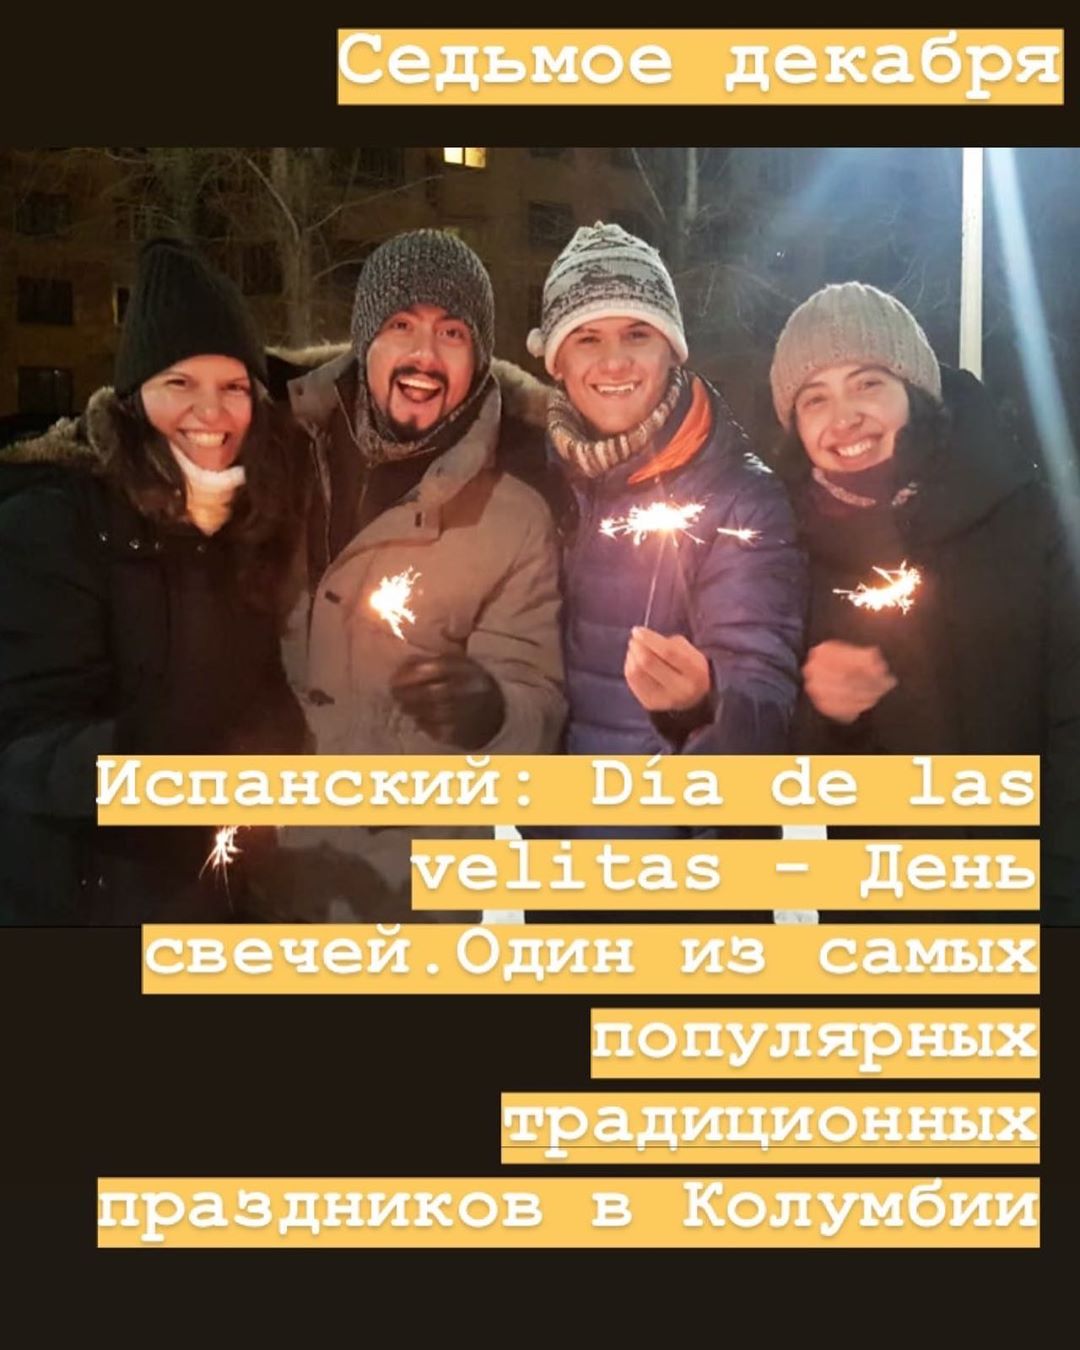 Седьмое декабря
Испанский: Día de las
velitas - День
свечей.Один из самых
популярных
традиционных
праздников в Колумбии